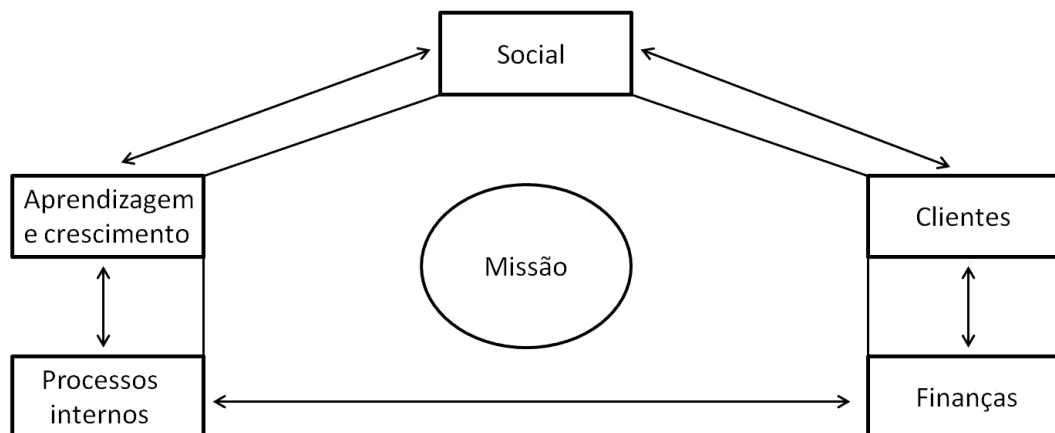 Social
Aprendizagem
e crescimento
Clientes
Missão
Processos
internos
Finanças